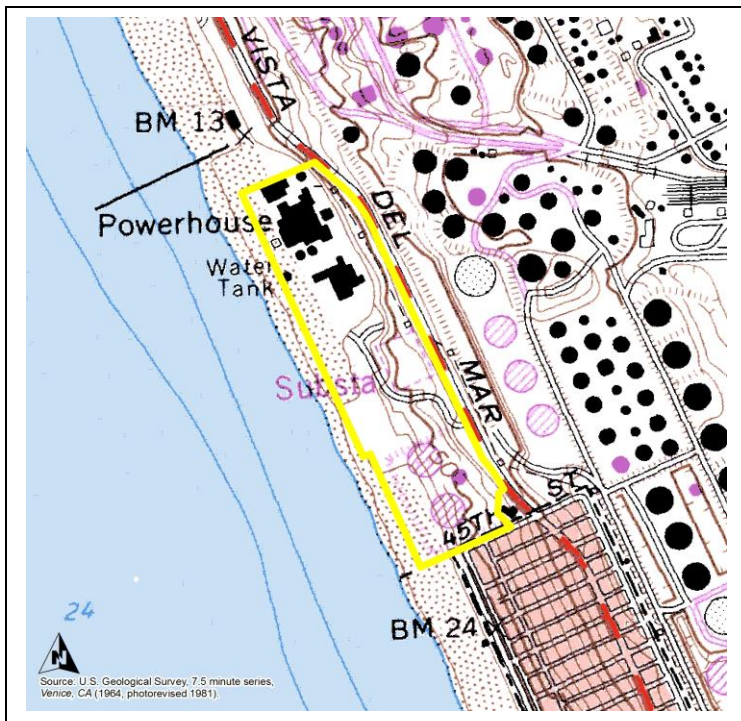 VISTA
BM 13
DEL
Powerhouse
Water
Tank
MAR
Substa
ST
45TH
24
BM 24
N
Source: U.S. Geological Survey, 7.5 minute series,
Venice, CA (1964, photorevised 1981).